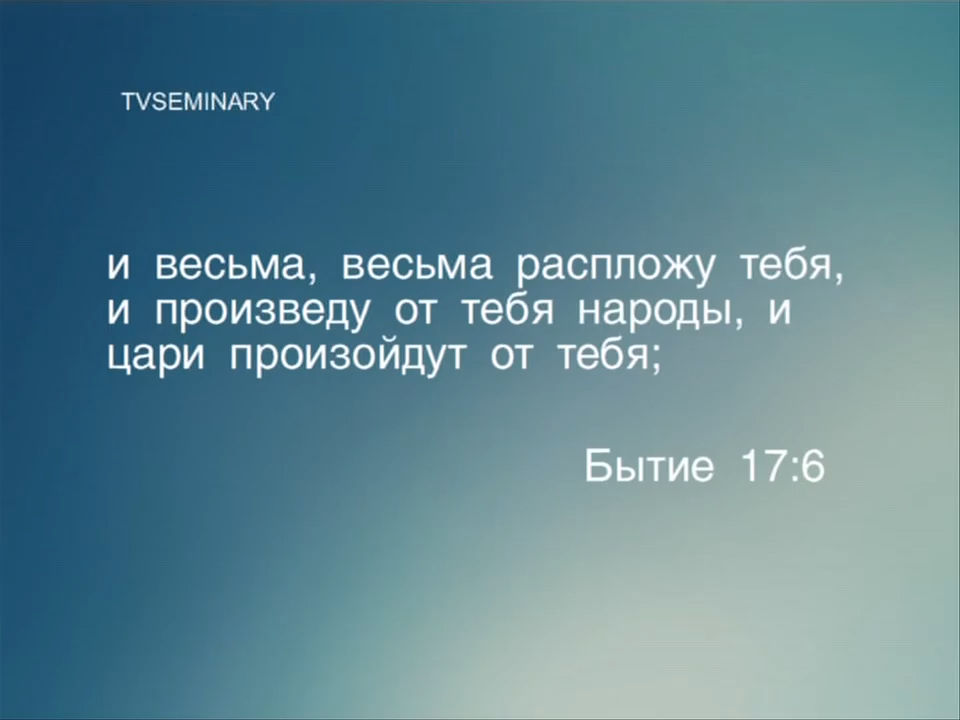 TVSEMINARY
и весьма, весьма распложу тебя,
и произведу от тебя народы, и
цари произойдут от тебя;
Бытие 17:6